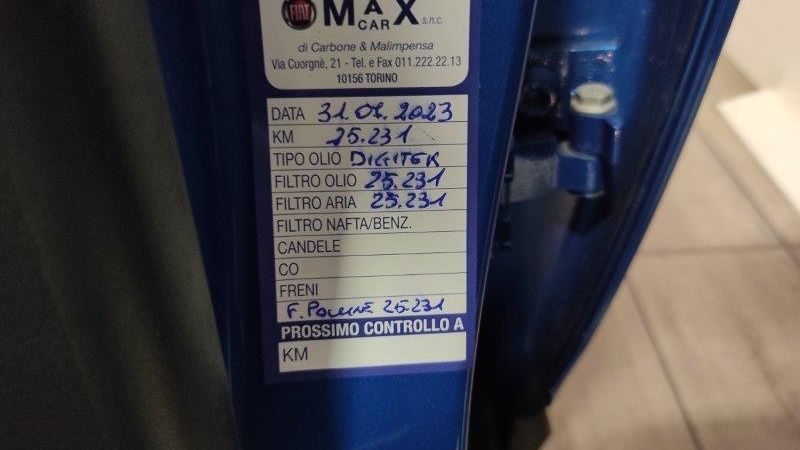 FIAT MAX
CAR s.n.c.
di Carbone & Malimpensa
Via Cuorgnè, 21 - Tel. e Fax 011.222.22.13
10156 TORINO
DATA 31.07.2023
KM 25.231
TIPO OLIO
FILTRO OLIO 25.231
FILTRO ARIA 25.231
FILTRO NAFTA/BENZ.
CANDELE
CO
FRENI
F. POLLINE 25.231
PROSSIMO CONTROLLO A
KM